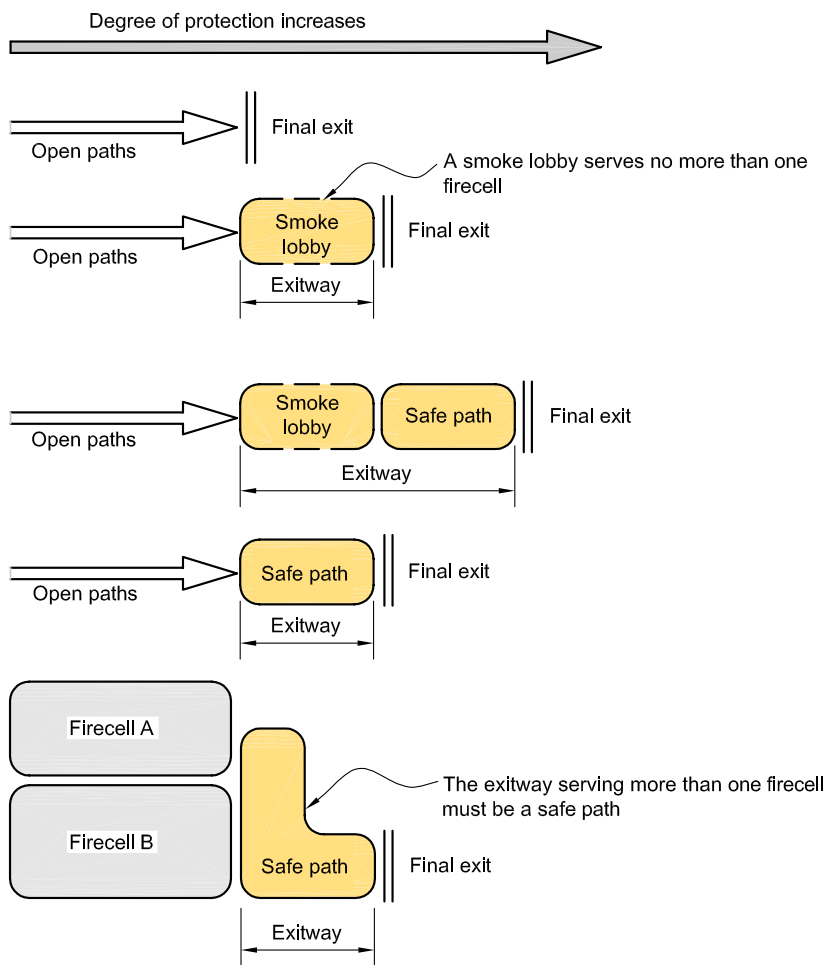 Degree of protection increases
Final exit
Open paths
A smoke lobby serves no more than one
firecell
Smoke
lobby
Final exit
Open paths
Exitway
Smoke
lobby
Safe path
Final exit
Open paths
Exitway
Safe path
Final exit
Open paths
Exitway
Firecell A
The exitway serving more than one firecell
must be a safe path
Firecell B
Safe path
Final exit
Exitway